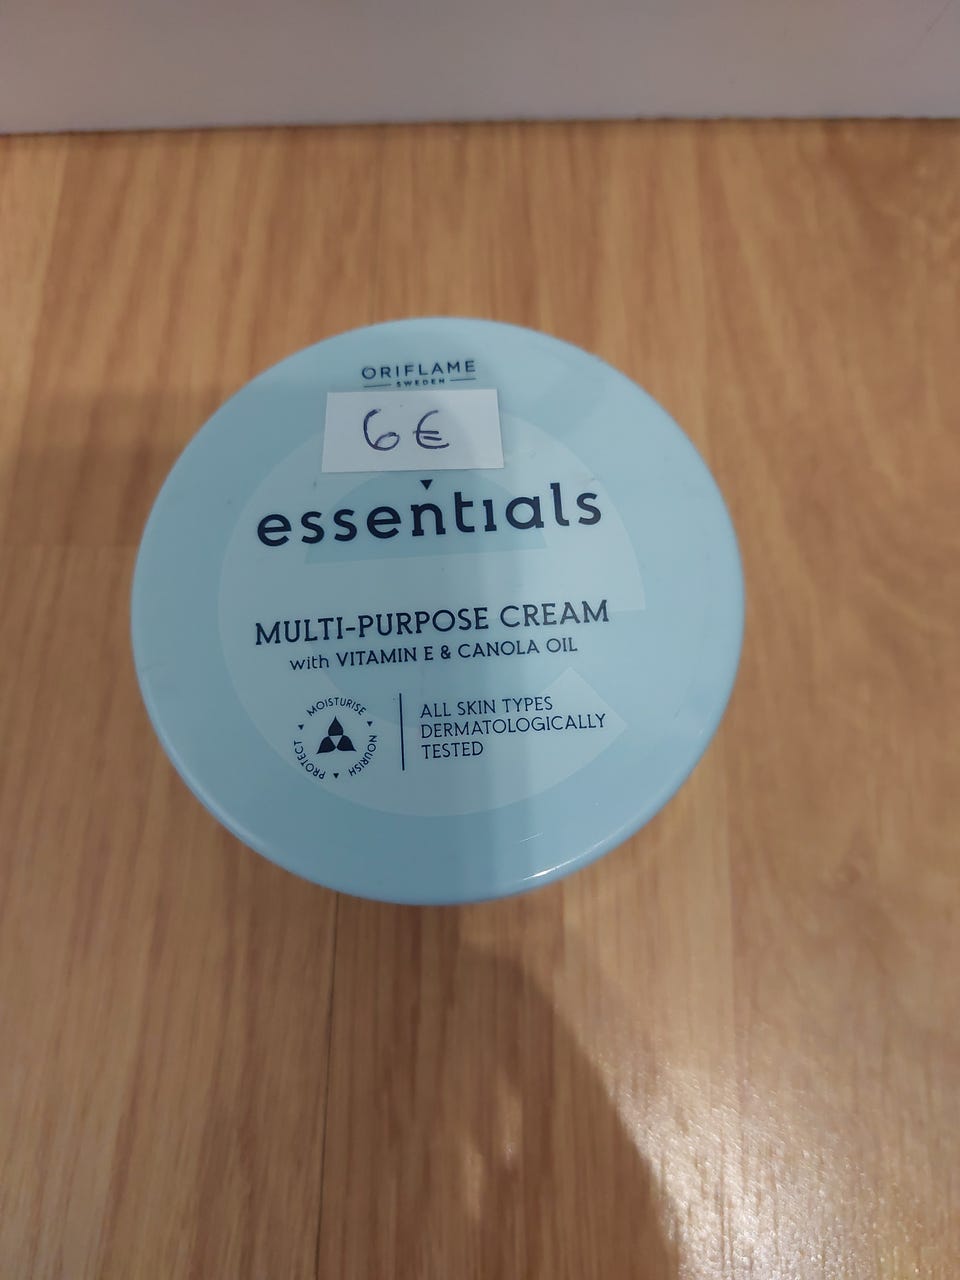 ORIFLAME
SWEDEN
6€
essentials
MULTI-PURPOSE CREAM
with VITAMIN E & CANOLA OIL
MOISTURISE
NOURISH
PROTECT
ALL SKIN TYPES
DERMATOLOGICALLY
TESTED